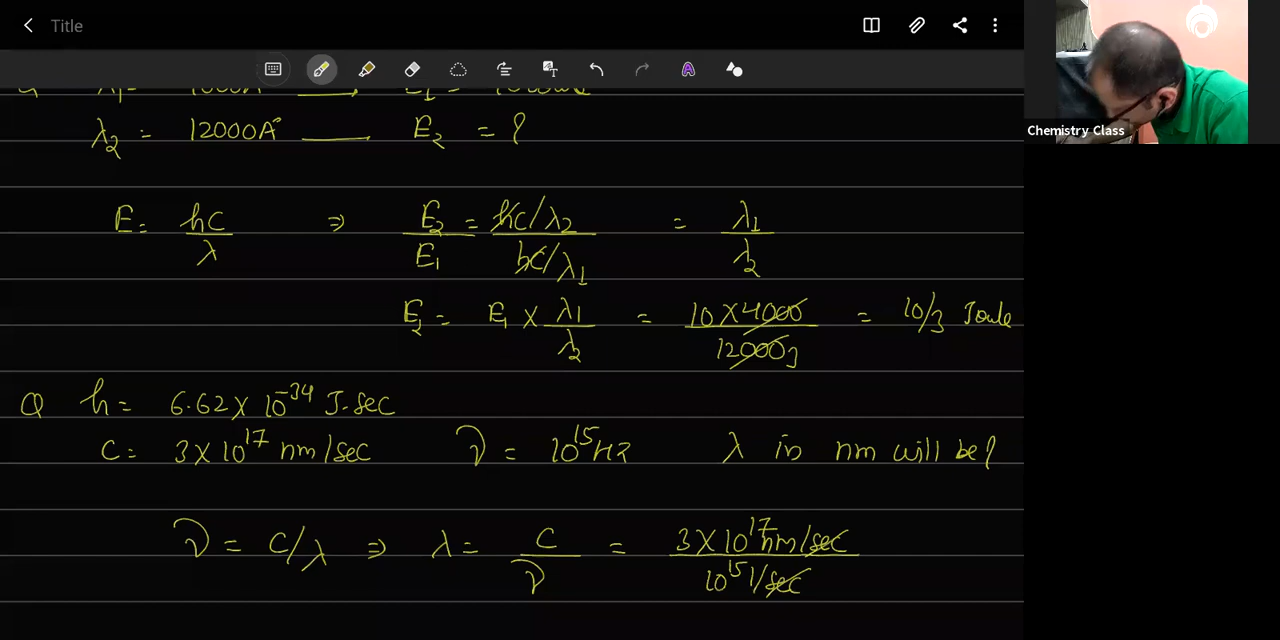 Title
Chemistry Class
λ₂ = 12000A° —— E₂ = ?
E = hc/λ ⇒ E₂/E₁ = (hc/λ₂)/(hc/λ₁) = λ₁/λ₂
E₂ = E₁ × λ₁/λ₂ = 10 × 4000/12000 3 = 10/3 Joule
Q h = 6.62 × 10⁻³⁴ J-sec
C = 3 × 10¹⁷ nm/sec ν = 10¹⁵ HZ λ in nm will be?
ν = C/λ ⇒ λ = C/ν = 3 × 10¹⁷ nm/sec / 10¹⁵ 1/sec